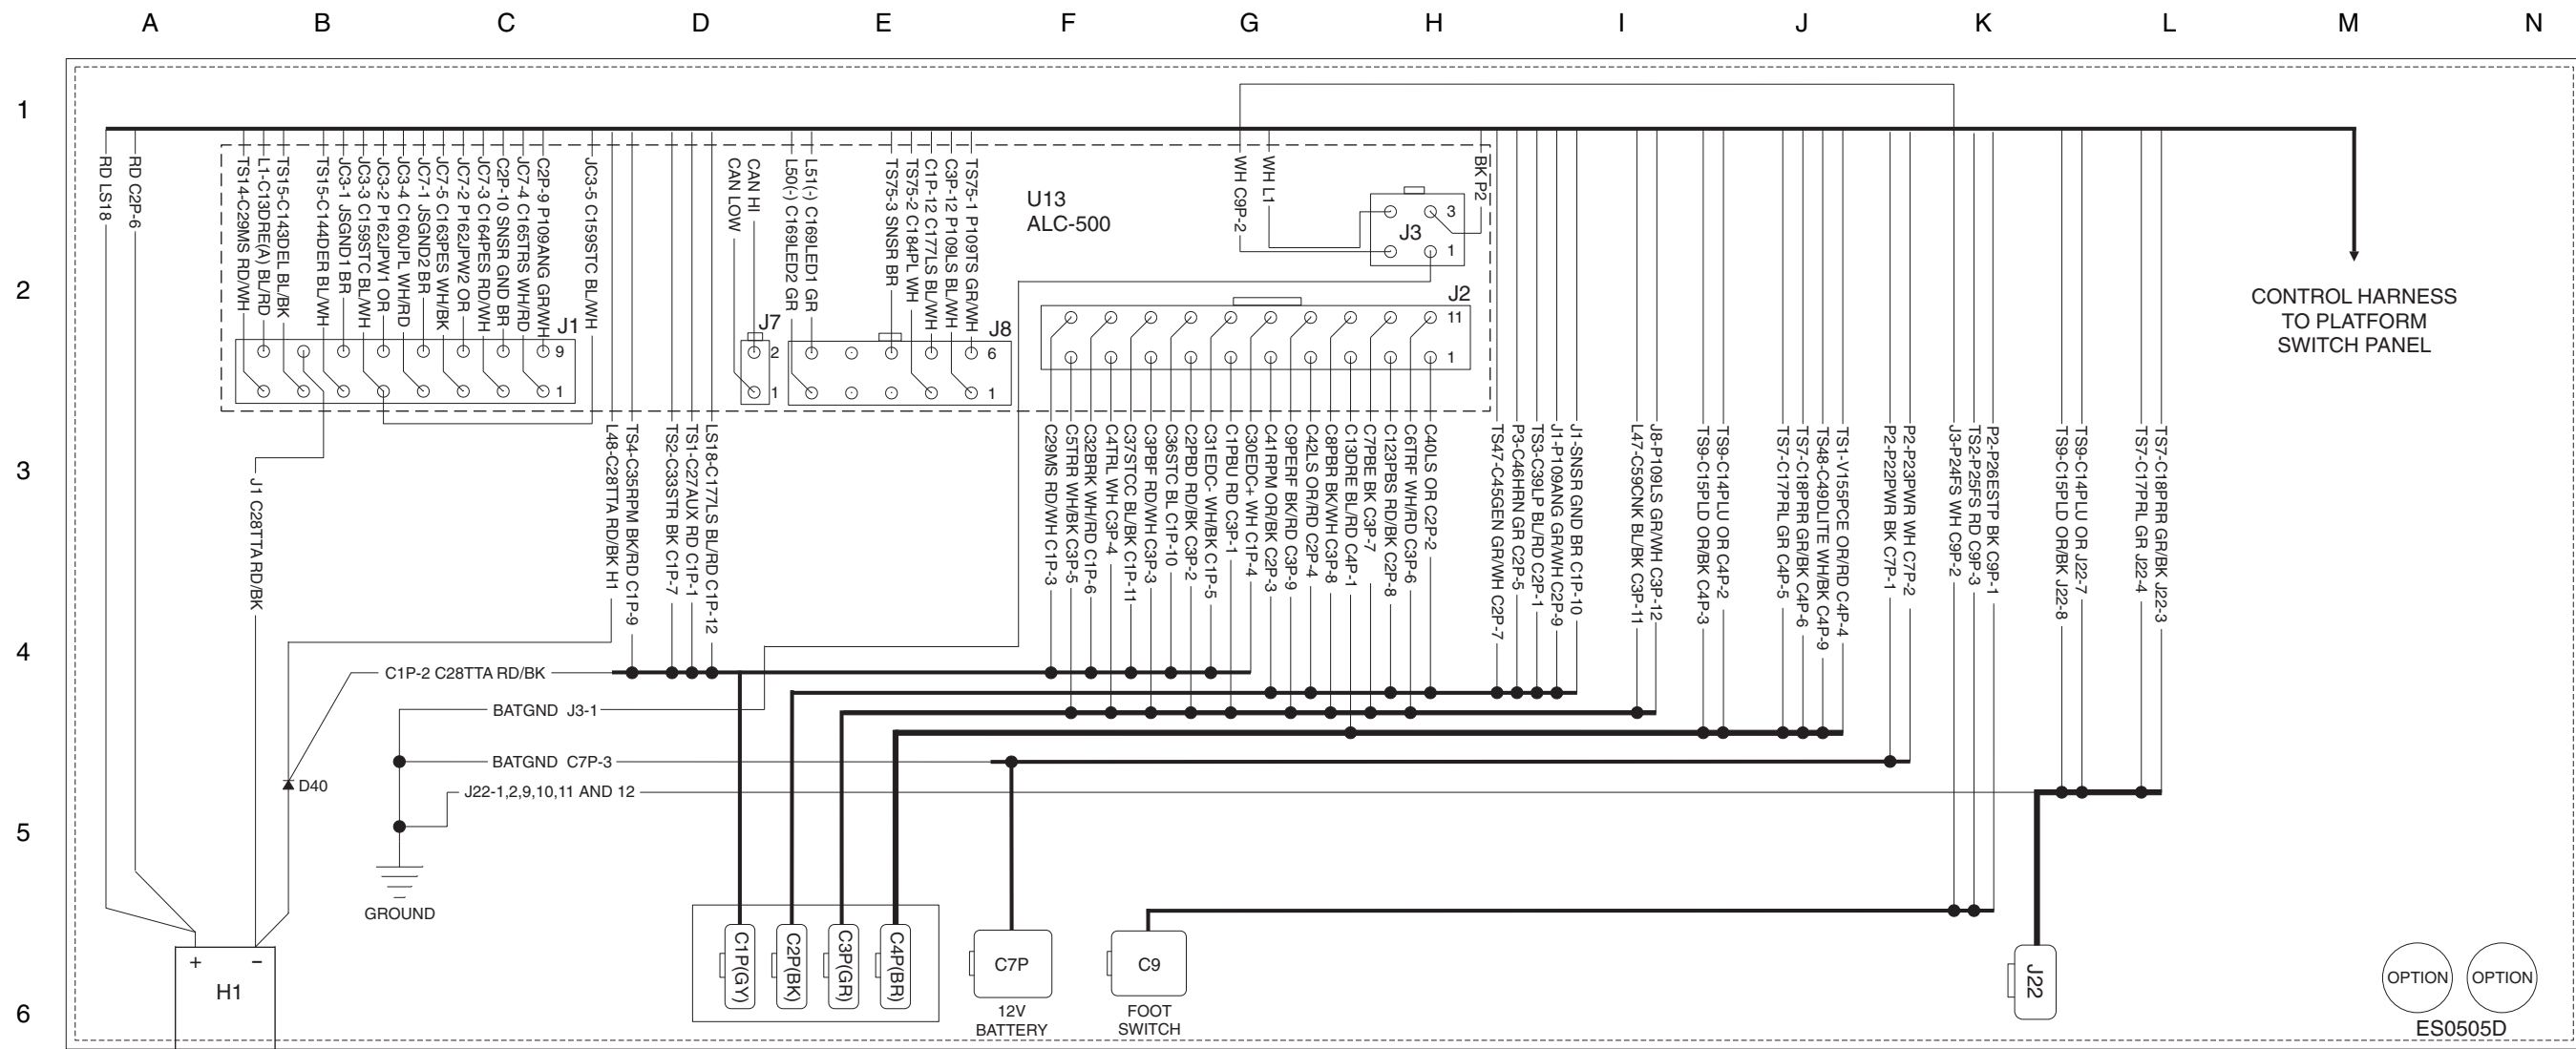 A B C D E F G H I J K L M N
1
2
3
4
5
6
RD LS18
RD C2P-6
TS14-C29MS RD/WH
L1-C13DRE(A) BL/RD
TS15-C143DEL BL/BK
TS15-C144DER BL/WH
JC3-1 JSGND1 BR
JC3-3 C159STC BL/WH
JC3-2 P162JPW1 OR
JC3-4 C160JPL WH/RD
JC7-1 JSGND2 BR
JC7-5 C163PES WH/BK
JC7-2 P162JPW2 OR
JC7-3 C164PES RD/WH
C2P-10 SNSR GND BR
JC7-4 C165TRS WH/RD
C2P-9 P109ANG GR/WH
JC3-5 C159STC BL/WH
J1
9
1
CAN LOW
CAN HI
J7
2
1
L50(-) C169LED2 GR
L51(-) C169LED1 GR
TS75-3 SNSR BR
TS75-2 C184PL WH
C1P-12 C177LS BL/WH
C3P-12 P109LS BL/WH
TS75-1 P109TS GR/WH
J8
6
1
U13
ALC-500
WH C9P-2
WH L1
BK P2
3
J3
1
J2
11
1
CONTROL HARNESS
TO PLATFORM
SWITCH PANEL
J1 C28TTA RD/BK
L48-C28TTA RD/BK H1
TS4-C35RPM BK/RD C1P-9
TS2-C33STR BK C1P-7
TS1-C27AUX RD C1P-1
LS18-C177LS BL/RD C1P-12
C29MS RD/WH C1P-3
C5TRR WH/BK C3P-5
C32BRK WH/RD C1P-6
C4TRL WH C3P-4
C37STCC BL/BK C1P-11
C3PBF RD/WH C3P-3
C36STC BL C1P-10
C2PBD RD/BK C3P-2
C31EDC- WH/BK C1P-5
C1PBU RD C3P-1
C30EDC+ WH C1P-4
C41RPM OR/BK C2P-3
C9PERF BK/RD C3P-9
C42LS OR/RD C2P-4
C8PBR BK/WH C3P-8
C13DRE BL/RD C4P-1
C7PBE BK C3P-7
C123PBS RD/BK C2P-8
C6TRF WH/RD C3P-6
C40LS OR C2P-2
TS47-C45GEN GR/WH C2P-7
P3-C46HRN GR C2P-5
TS3-C39LP BL/RD C2P-1
J1-P109ANG GR/WH C2P-9
J1-SNSR GND BR C1P-10
L47-C59CNK BL/BK C3P-11
J8-P109LS GR/WH C3P-12
TS9-C15PLD OR/BK C4P-3
TS9-C14PLU OR C4P-2
TS7-C17PRL GR C4P-5
TS7-C18PRR GR/BK C4P-6
TS48-C49DLITE WH/BK C4P-9
TS1-V155PCE OR/RD C4P-4
P2-P22PWR BK C7P-1
P2-P23PWR WH C7P-2
J3-P24FS WH C9P-2
TS2-P25FS RD C9P-3
P2-P26ESTP BK C9P-1
TS9-C15PLD OR/BK J22-8
TS9-C14PLU OR J22-7
TS7-C17PRL GR J22-4
TS7-C18PRR GR/BK J22-3
C1P-2 C28TTA RD/BK
BATGND J3-1
BATGND C7P-3
D40
J22-1,2,9,10,11 AND 12
GROUND
+ −
H1
C1P(GY)
C2P(BK)
C3P(GR)
C4P(BR)
C7P
12V
BATTERY
C9
FOOT
SWITCH
J22
OPTION
OPTION
ES0505D